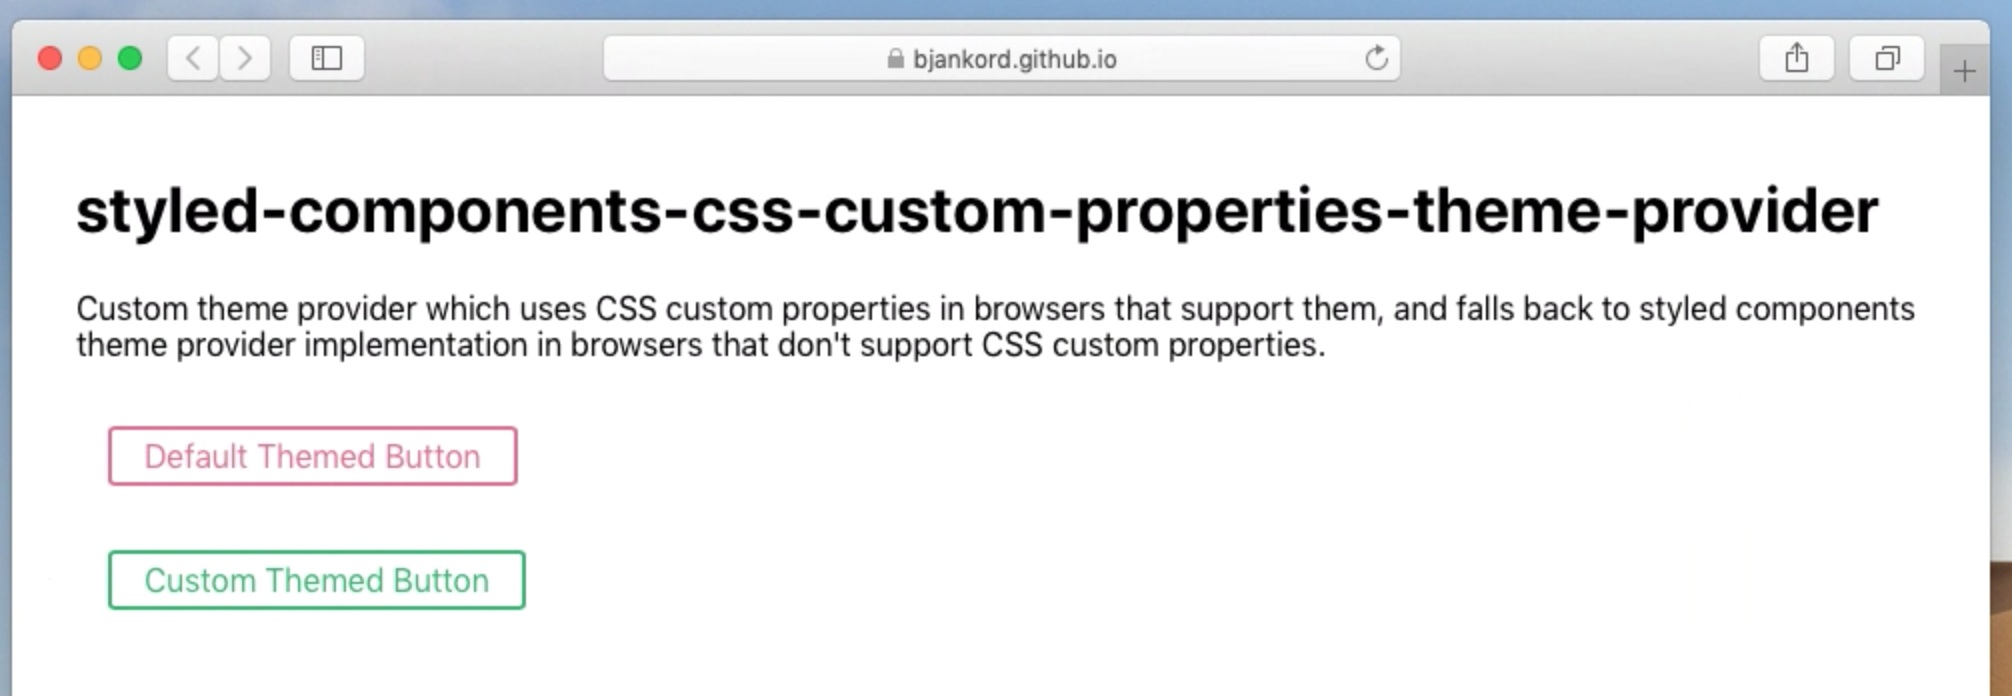 bjankord.github.io
styled-components-css-custom-properties-theme-provider
Custom theme provider which uses CSS custom properties in browsers that support them, and falls back to styled components
theme provider implementation in browsers that don't support CSS custom properties.
Default Themed Button
Custom Themed Button